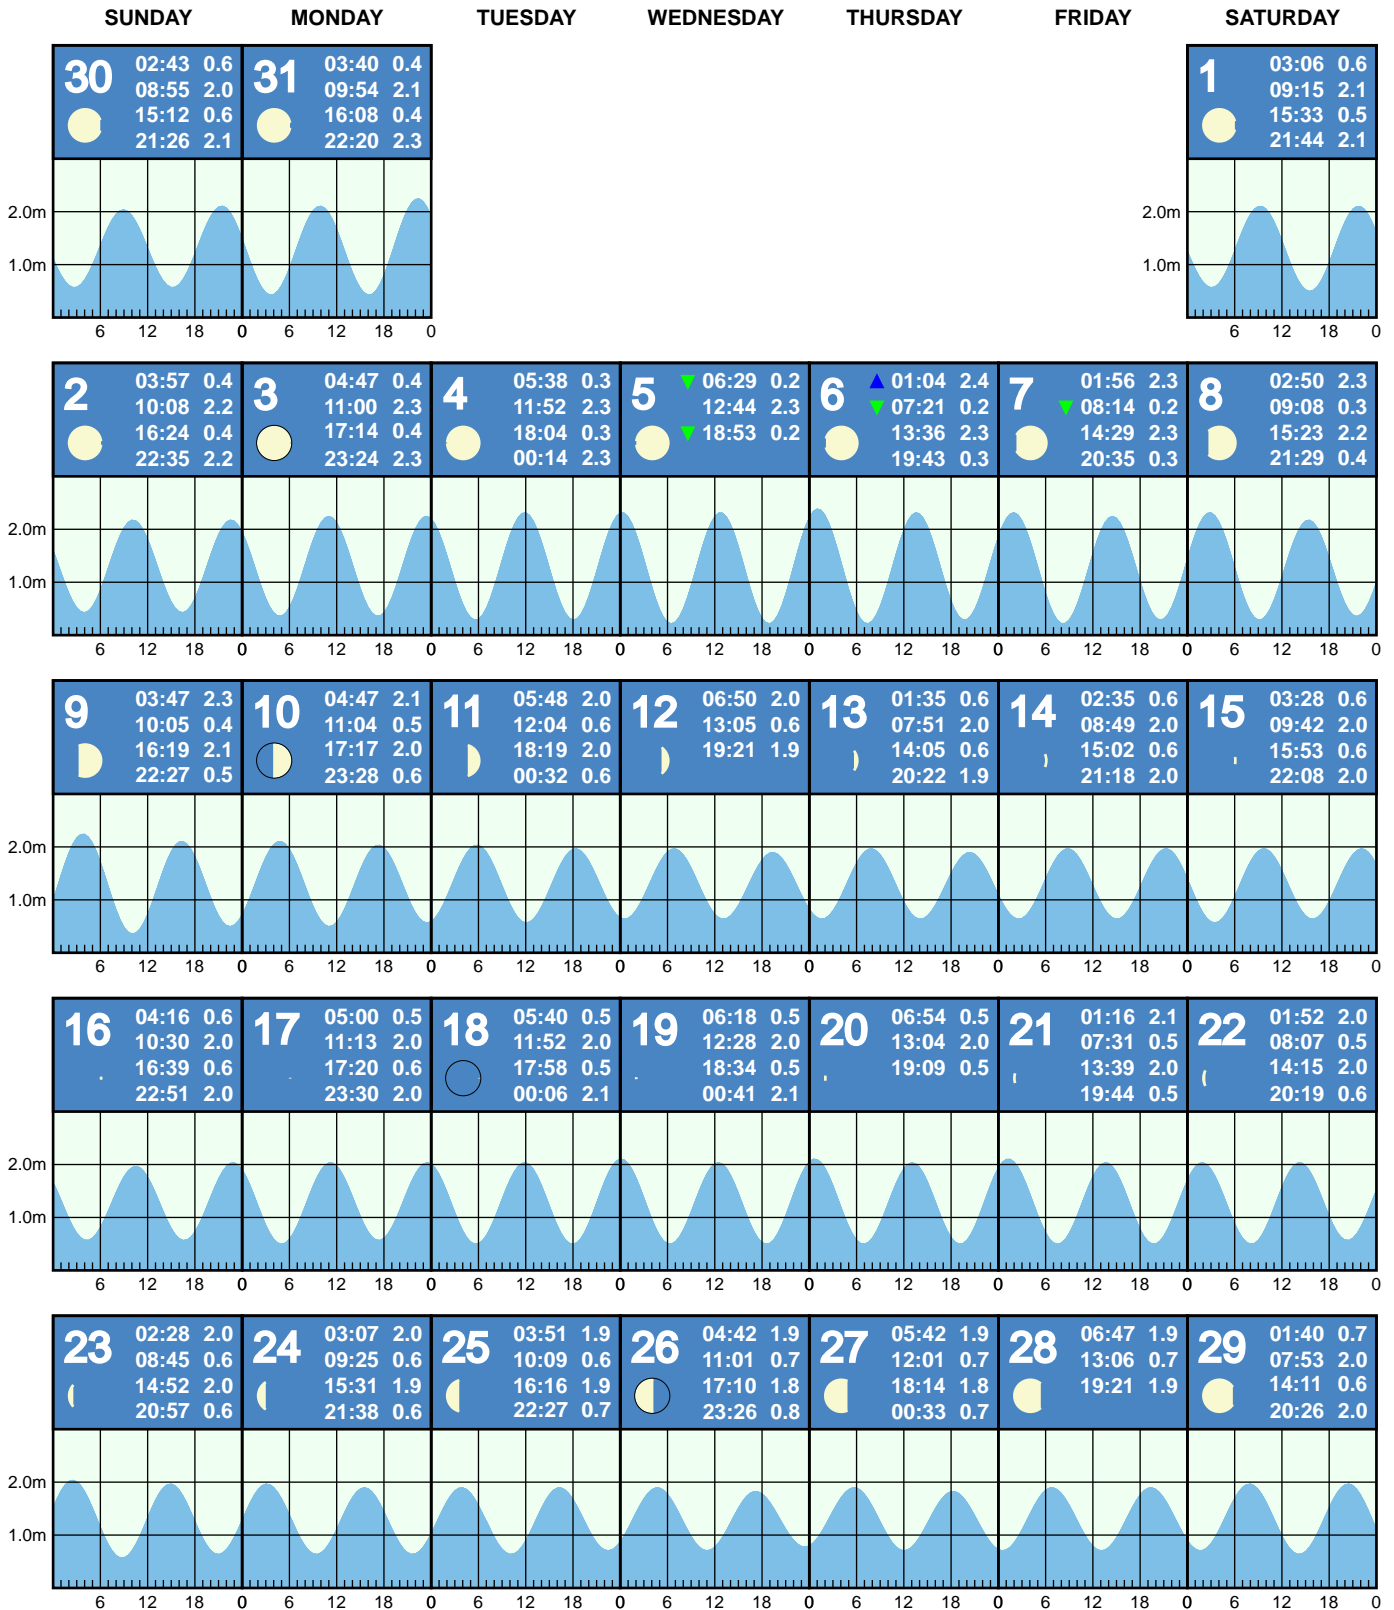 SUNDAY MONDAY TUESDAY WEDNESDAY THURSDAY FRIDAY SATURDAY
30 02:43 0.6
08:55 2.0
15:12 0.6
21:26 2.1
31 03:40 0.4
09:54 2.1
16:08 0.4
22:20 2.3
1 03:06 0.6
09:15 2.1
15:33 0.5
21:44 2.1
2.0m 2.0m
1.0m 1.0m
6 12 18 0 6 12 18 0 6 12 18 0
2 03:57 0.4
10:08 2.2
16:24 0.4
22:35 2.2
3 04:47 0.4
11:00 2.3
17:14 0.4
23:24 2.3
4 05:38 0.3
11:52 2.3
18:04 0.3
00:14 2.3
5 06:29 0.2
12:44 2.3
18:53 0.2
6 01:04 2.4
07:21 0.2
13:36 2.3
19:43 0.3
7 01:56 2.3
08:14 0.2
14:29 2.3
20:35 0.3
8 02:50 2.3
09:08 0.3
15:23 2.2
21:29 0.4
2.0m
1.0m
6 12 18 0 6 12 18 0 6 12 18 0 6 12 18 0 6 12 18 0 6 12 18 0 6 12 18 0
9 03:47 2.3
10:05 0.4
16:19 2.1
22:27 0.5
10 04:47 2.1
11:04 0.5
17:17 2.0
23:28 0.6
11 05:48 2.0
12:04 0.6
18:19 2.0
00:32 0.6
12 06:50 2.0
13:05 0.6
19:21 1.9
13 01:35 0.6
07:51 2.0
14:05 0.6
20:22 1.9
14 02:35 0.6
08:49 2.0
15:02 0.6
21:18 2.0
15 03:28 0.6
09:42 2.0
15:53 0.6
22:08 2.0
2.0m
1.0m
6 12 18 0 6 12 18 0 6 12 18 0 6 12 18 0 6 12 18 0 6 12 18 0 6 12 18 0
16 04:16 0.6
10:30 2.0
16:39 0.6
22:51 2.0
17 05:00 0.5
11:13 2.0
17:20 0.6
23:30 2.0
18 05:40 0.5
11:52 2.0
17:58 0.5
00:06 2.1
19 06:18 0.5
12:28 2.0
18:34 0.5
00:41 2.1
20 06:54 0.5
13:04 2.0
19:09 0.5
21 01:16 2.1
07:31 0.5
13:39 2.0
19:44 0.5
22 01:52 2.0
08:07 0.5
14:15 2.0
20:19 0.6
2.0m
1.0m
6 12 18 0 6 12 18 0 6 12 18 0 6 12 18 0 6 12 18 0 6 12 18 0 6 12 18 0
23 02:28 2.0
08:45 0.6
14:52 2.0
20:57 0.6
24 03:07 2.0
09:25 0.6
15:31 1.9
21:38 0.6
25 03:51 1.9
10:09 0.6
16:16 1.9
22:27 0.7
26 04:42 1.9
11:01 0.7
17:10 1.8
23:26 0.8
27 05:42 1.9
12:01 0.7
18:14 1.8
00:33 0.7
28 06:47 1.9
13:06 0.7
19:21 1.9
29 01:40 0.7
07:53 2.0
14:11 0.6
20:26 2.0
2.0m
1.0m
6 12 18 0 6 12 18 0 6 12 18 0 6 12 18 0 6 12 18 0 6 12 18 0 6 12 18 0